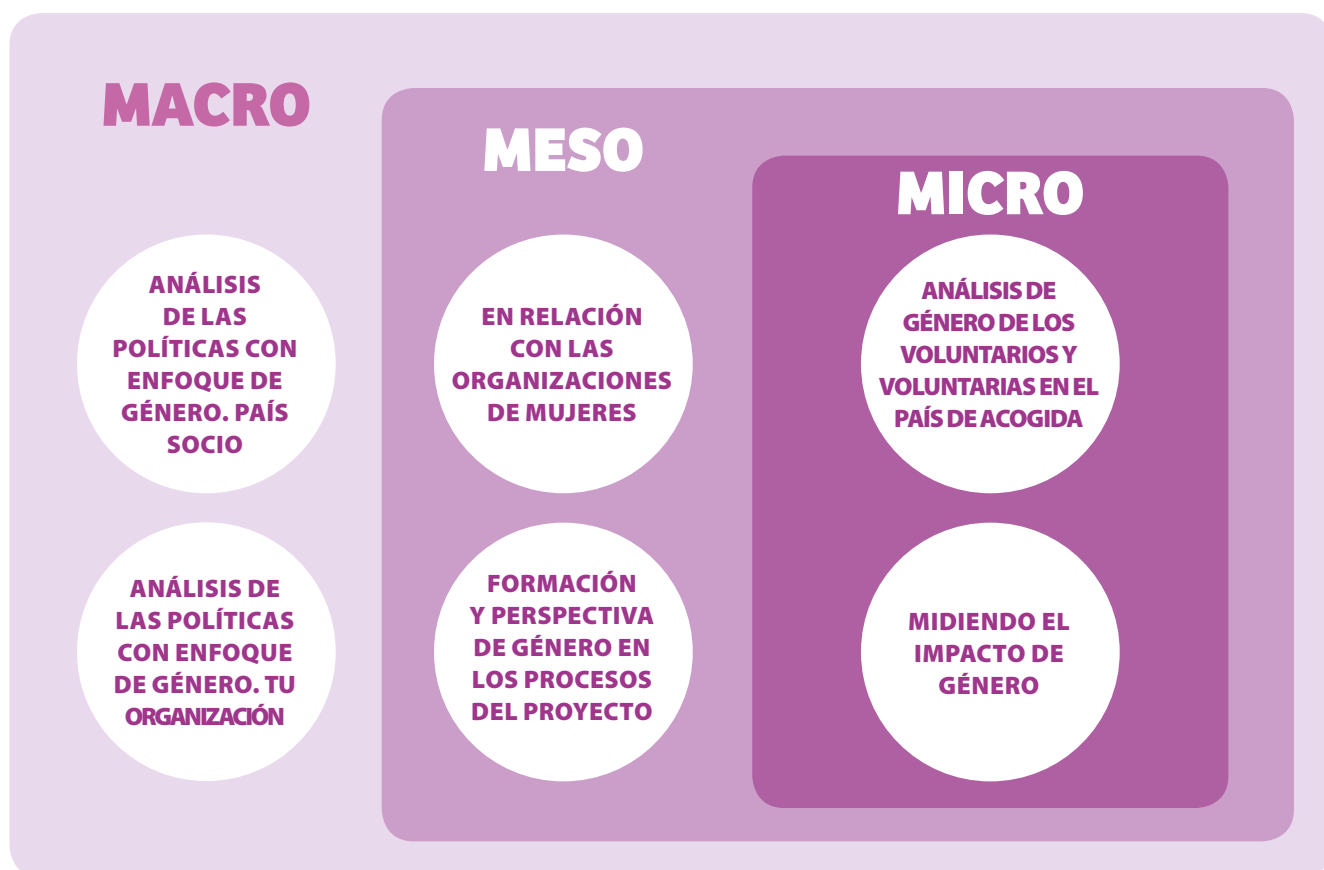 MACRO
ANÁLISIS
DE LAS
POLÍTICAS CON
ENFOQUE DE
GÉNERO. PAÍS
SOCIO
ANÁLISIS DE
LAS POLÍTICAS
CON ENFOQUE
DE GÉNERO. TU
ORGANIZACIÓN
MESO
EN RELACIÓN
CON LAS
ORGANIZACIONES
DE MUJERES
FORMACIÓN
Y PERSPECTIVA
DE GÉNERO EN
LOS PROCESOS
DEL PROYECTO
MICRO
ANÁLISIS DE
GÉNERO DE LOS
VOLUNTARIOS Y
VOLUNTARIAS EN EL
PAÍS DE ACOGIDA
MIDIENDO EL
IMPACTO DE
GÉNERO